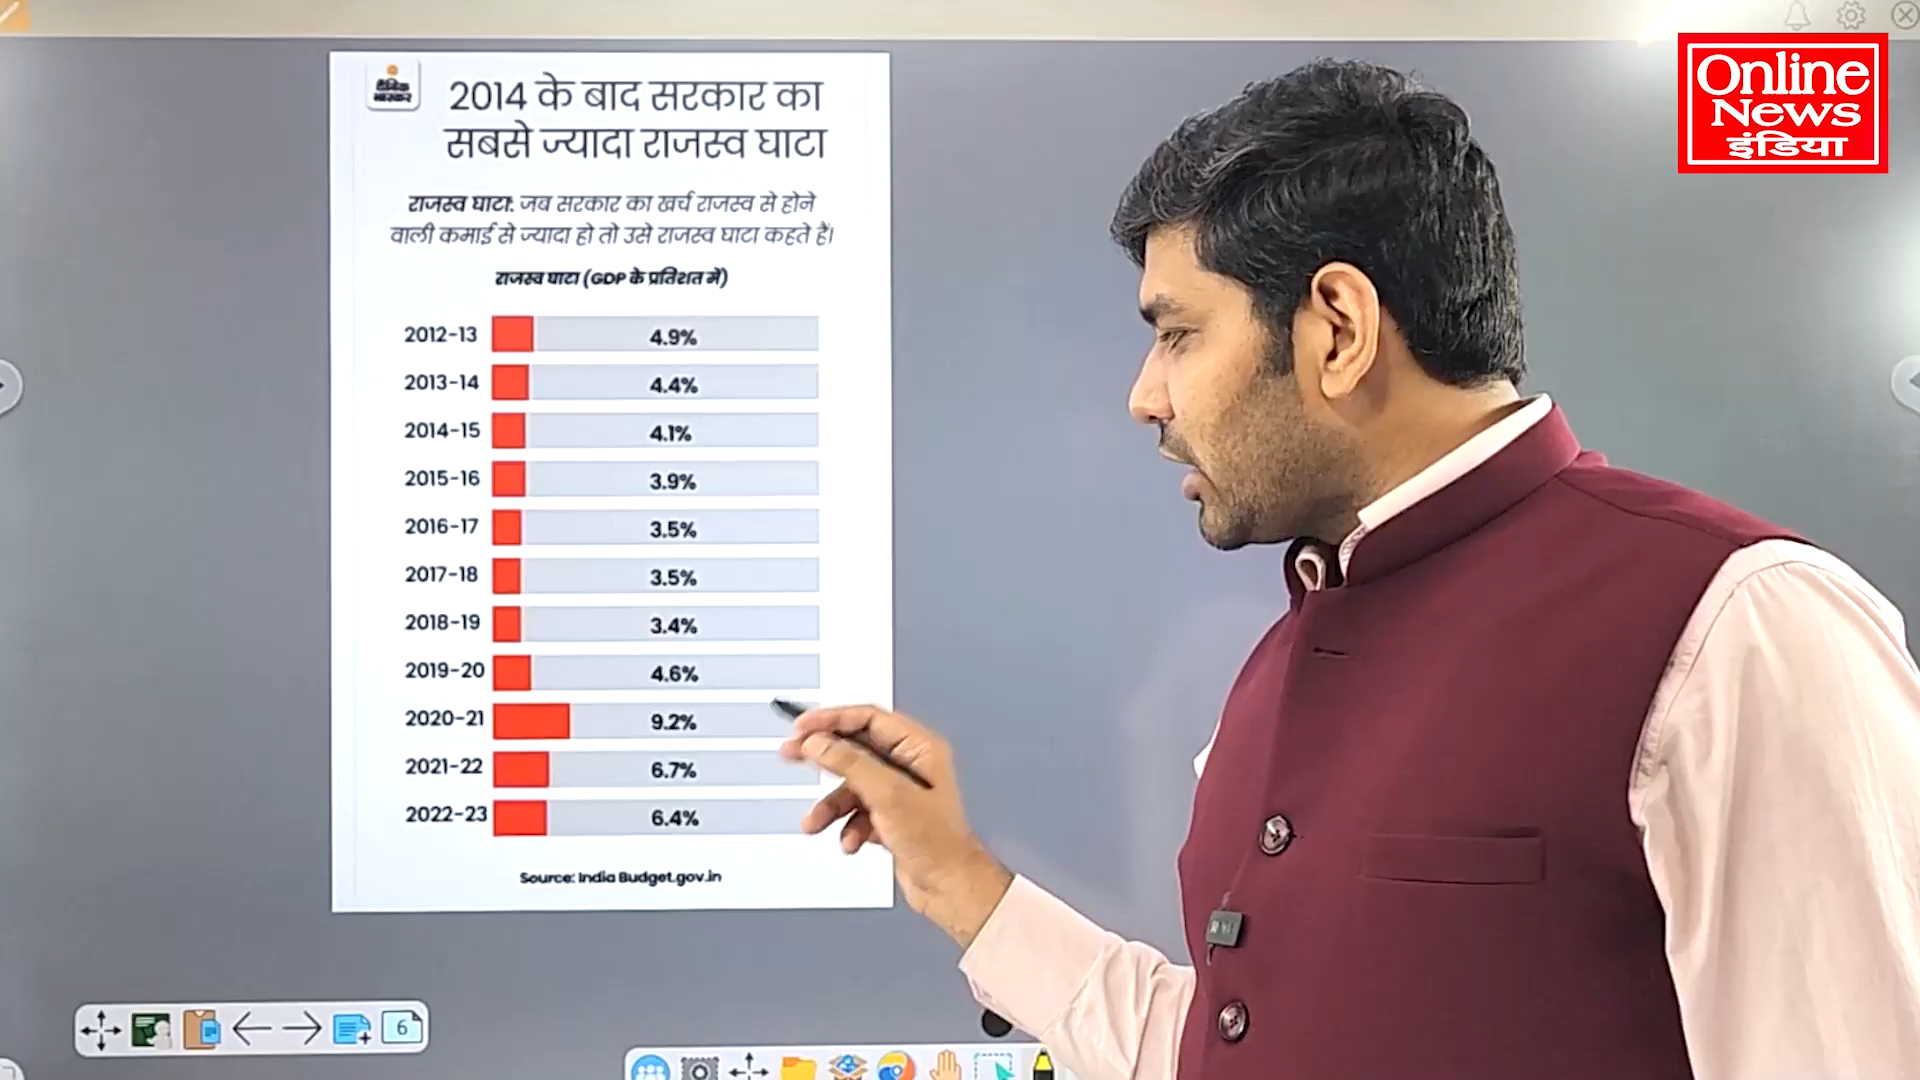 Online
News
इंडिया
दैनिक
भास्कर
2014 के बाद सरकार का
सबसे ज्यादा राजस्व घाटा
राजस्व घाटा: जब सरकार का खर्च राजस्व से होने
वाली कमाई से ज्यादा हो तो उसे राजस्व घाटा कहते हैं।
राजस्व घाटा (GDP के प्रतिशत में)
2012-13 4.9%
2013-14 4.4%
2014-15 4.1%
2015-16 3.9%
2016-17 3.5%
2017-18 3.5%
2018-19 3.4%
2019-20 4.6%
2020-21 9.2%
2021-22 6.7%
2022-23 6.4%
Source: India Budget.gov.in
6